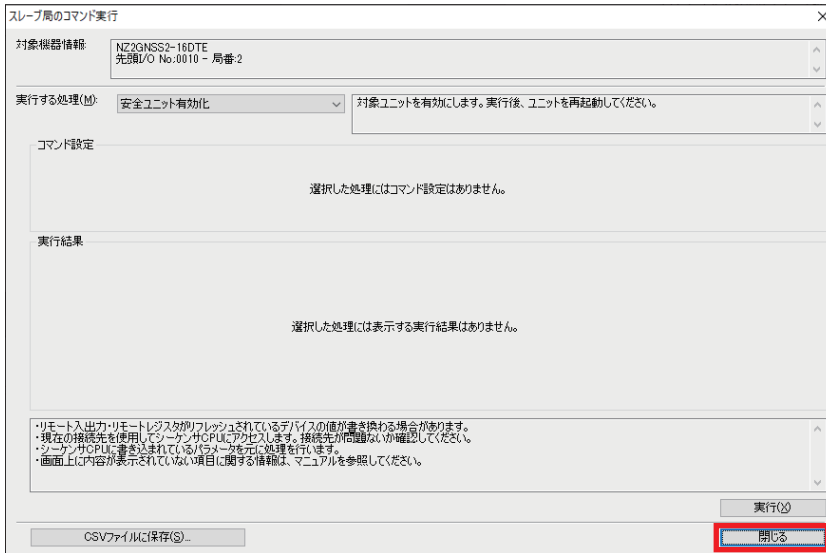 スレーブ局のコマンド実行
対象機器情報:
NZ2GNSS2-16DTE
先頭I/O No:0010 - 局番:2
実行する処理(M):
安全ユニット有効化
対象ユニットを有効にします。実行後、ユニットを再起動してください。
コマンド設定
選択した処理にはコマンド設定はありません。
実行結果
選択した処理には表示する実行結果はありません。
・リモート入出力・リモートレジスタがリフレッシュされているデバイスの値が書き換わる場合があります。
・現在の接続先を使用してシーケンサCPUにアクセスします。接続先が問題ないか確認してください。
・シーケンサCPUに書き込まれているパラメータを元に処理を行います。
・画面上に内容が表示されていない項目に関する情報は、マニュアルを参照してください。
実行(X)
CSVファイルに保存(S)...
閉じる